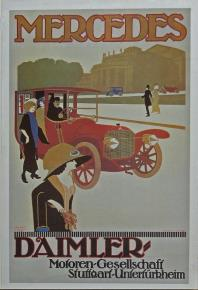 MERCEDES
DAIMLER-
Motoren-Gesellschaft
Stuttgart-Untertürkheim